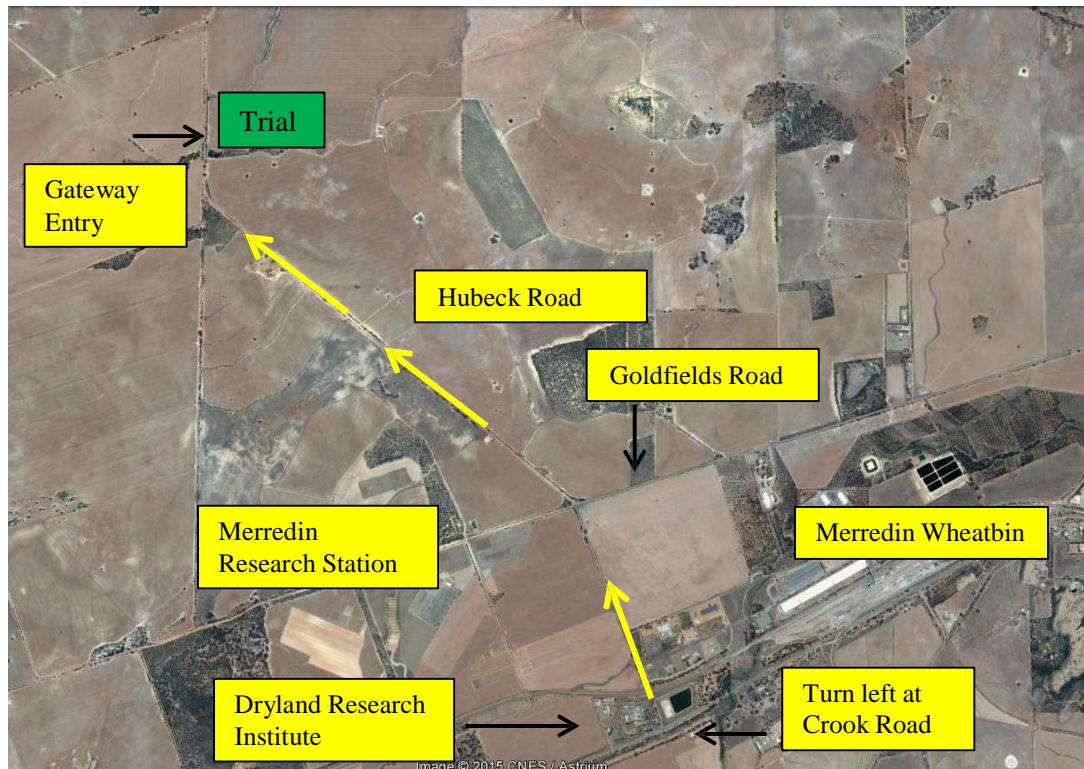 Trial
Gateway
Entry
Hubeck Road
Goldfields Road
Merredin
Research Station
Merredin Wheatbin
Dryland Research
Institute
Turn left at
Crook Road
Image © 2015 CNES / Astrium